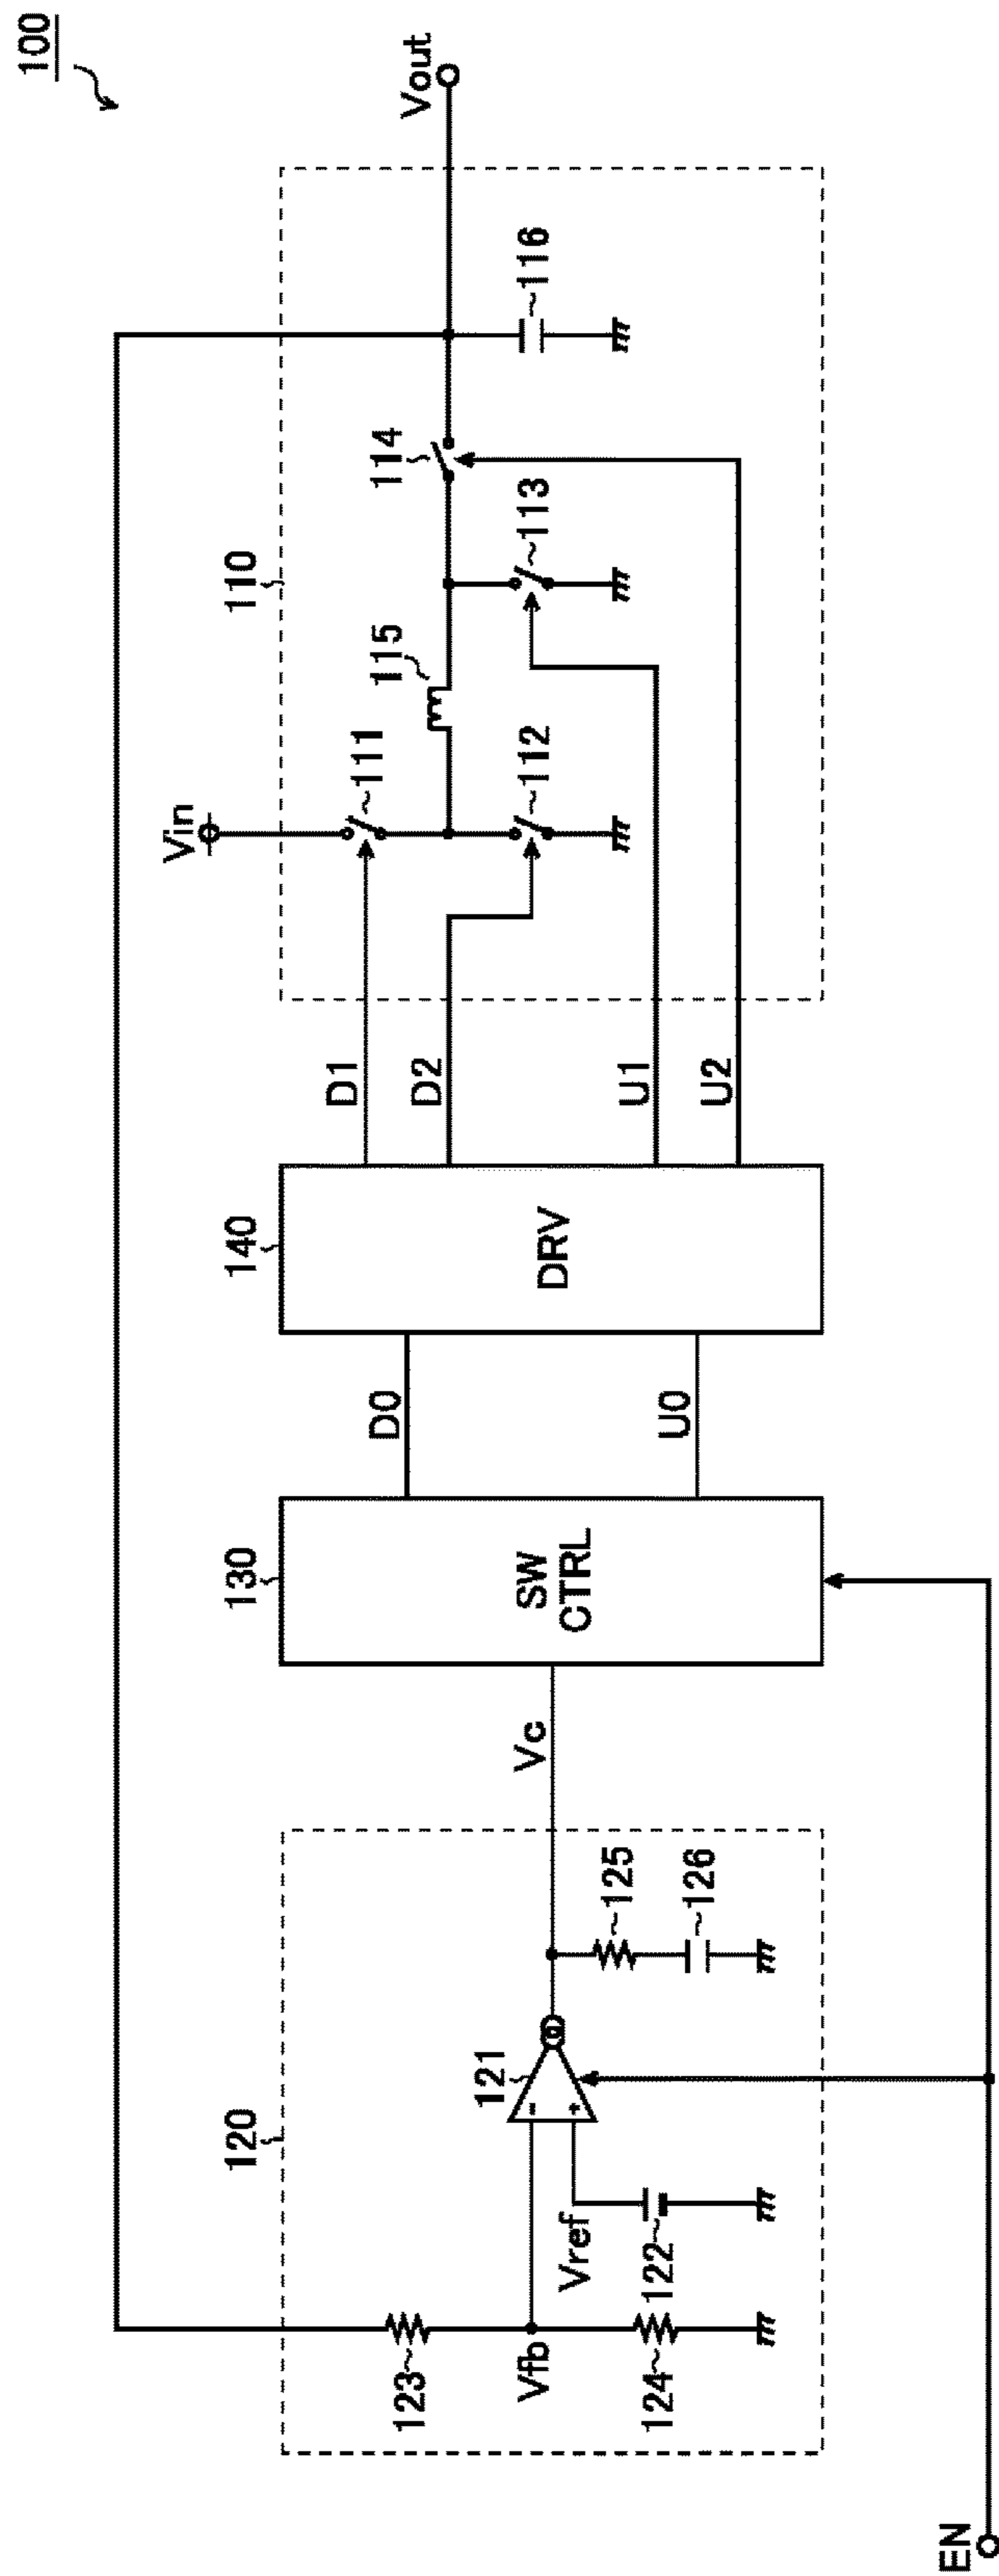 100
Vout
110
Vin
111
115
114
116
112
113
D1
D2
U1
U2
140
DRV
D0
U0
130
SW
CTRL
Vc
120
121
-
+
125
126
Vref
122
123
Vfb
124
EN